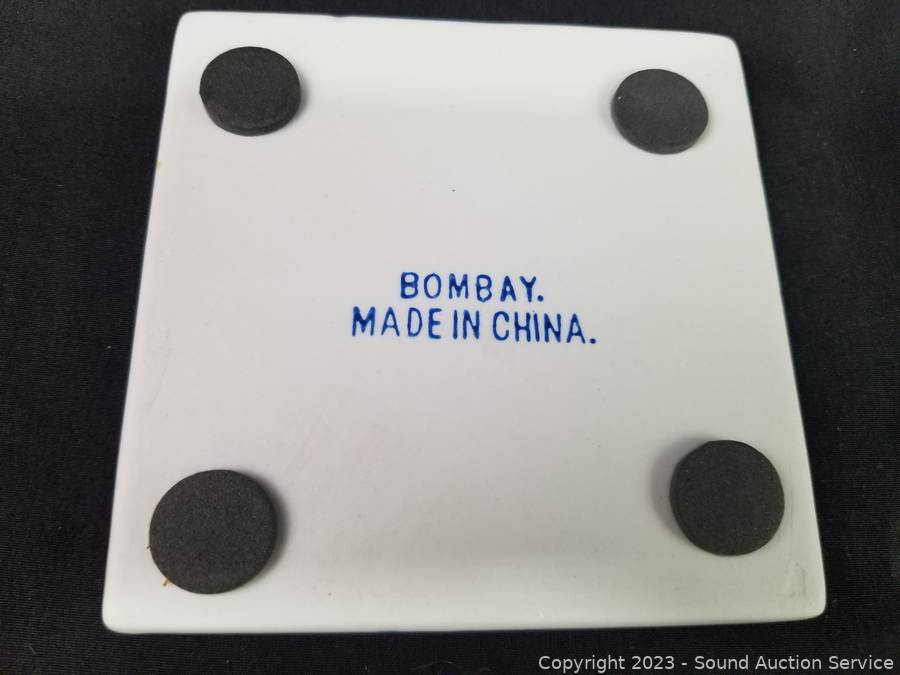 BOMBAY.
MADE IN CHINA.
Copyright 2023 - Sound Auction Service